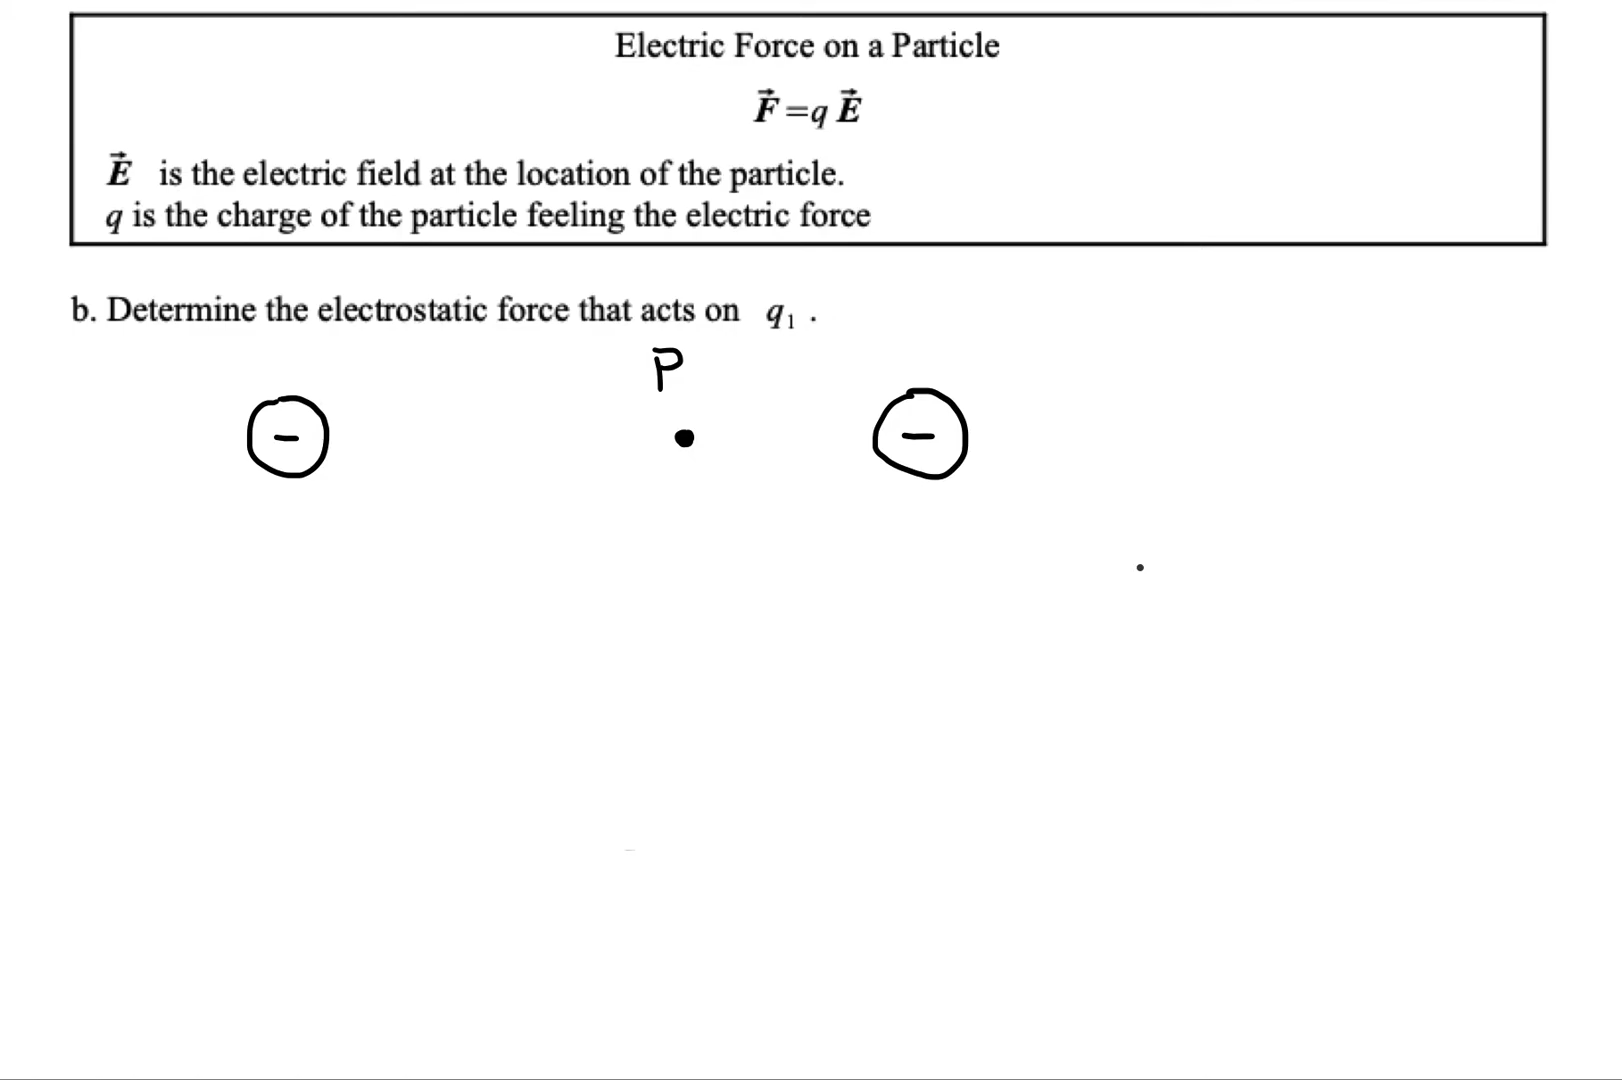 Electric Force on a Particle
F⃗ =q E⃗
E⃗ is the electric field at the location of the particle.
q is the charge of the particle feeling the electric force
b. Determine the electrostatic force that acts on q₁ .
P
− −